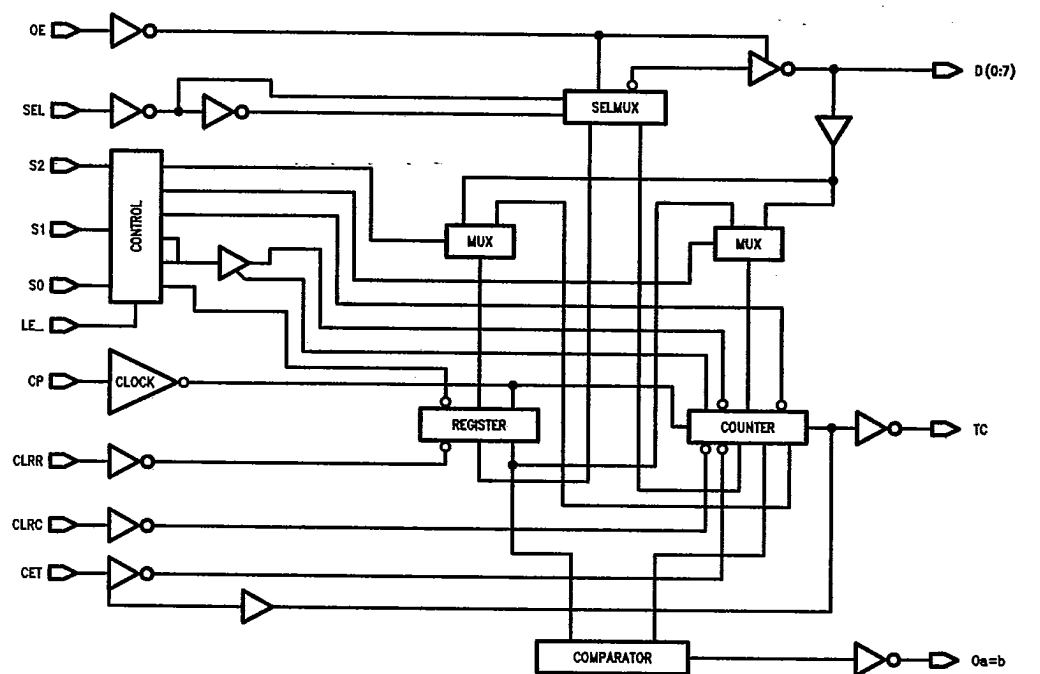 OE
D(0:7)
SEL
SELMUX
S2
CONTROL
S1
MUX
MUX
S0
LE_
CP
CLOCK
REGISTER
COUNTER
TC
CLRR
CLRC
CET
COMPARATOR
Oa=b